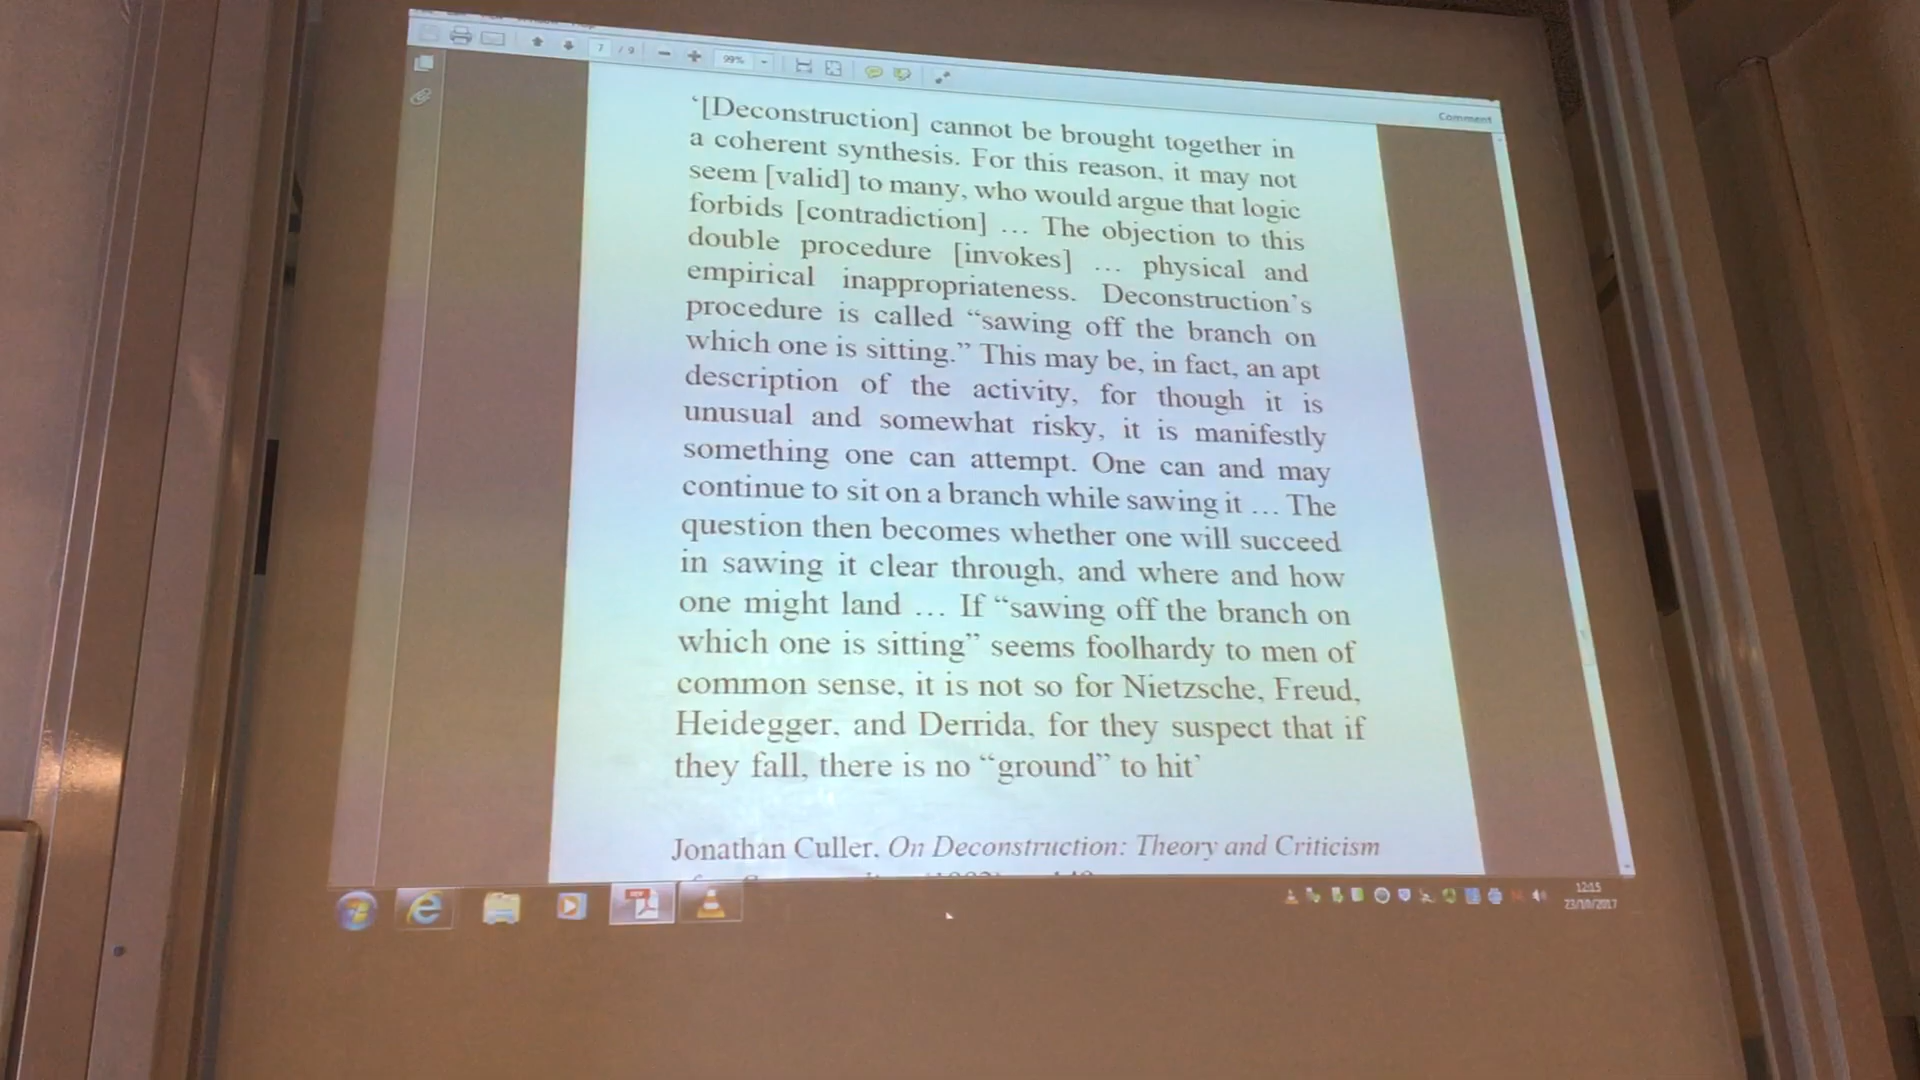 7 / 9
99%
Comment
‘[Deconstruction] cannot be brought together in
a coherent synthesis. For this reason, it may not
seem [valid] to many, who would argue that logic
forbids [contradiction] … The objection to this
double procedure [invokes] … physical and
empirical inappropriateness. Deconstruction’s
procedure is called “sawing off the branch on
which one is sitting.” This may be, in fact, an apt
description of the activity, for though it is
unusual and somewhat risky, it is manifestly
something one can attempt. One can and may
continue to sit on a branch while sawing it … The
question then becomes whether one will succeed
in sawing it clear through, and where and how
one might land … If “sawing off the branch on
which one is sitting” seems foolhardy to men of
common sense, it is not so for Nietzsche, Freud,
Heidegger, and Derrida, for they suspect that if
they fall, there is no “ground” to hit’
Jonathan Culler, On Deconstruction: Theory and Criticism
12:15
23/10/2017